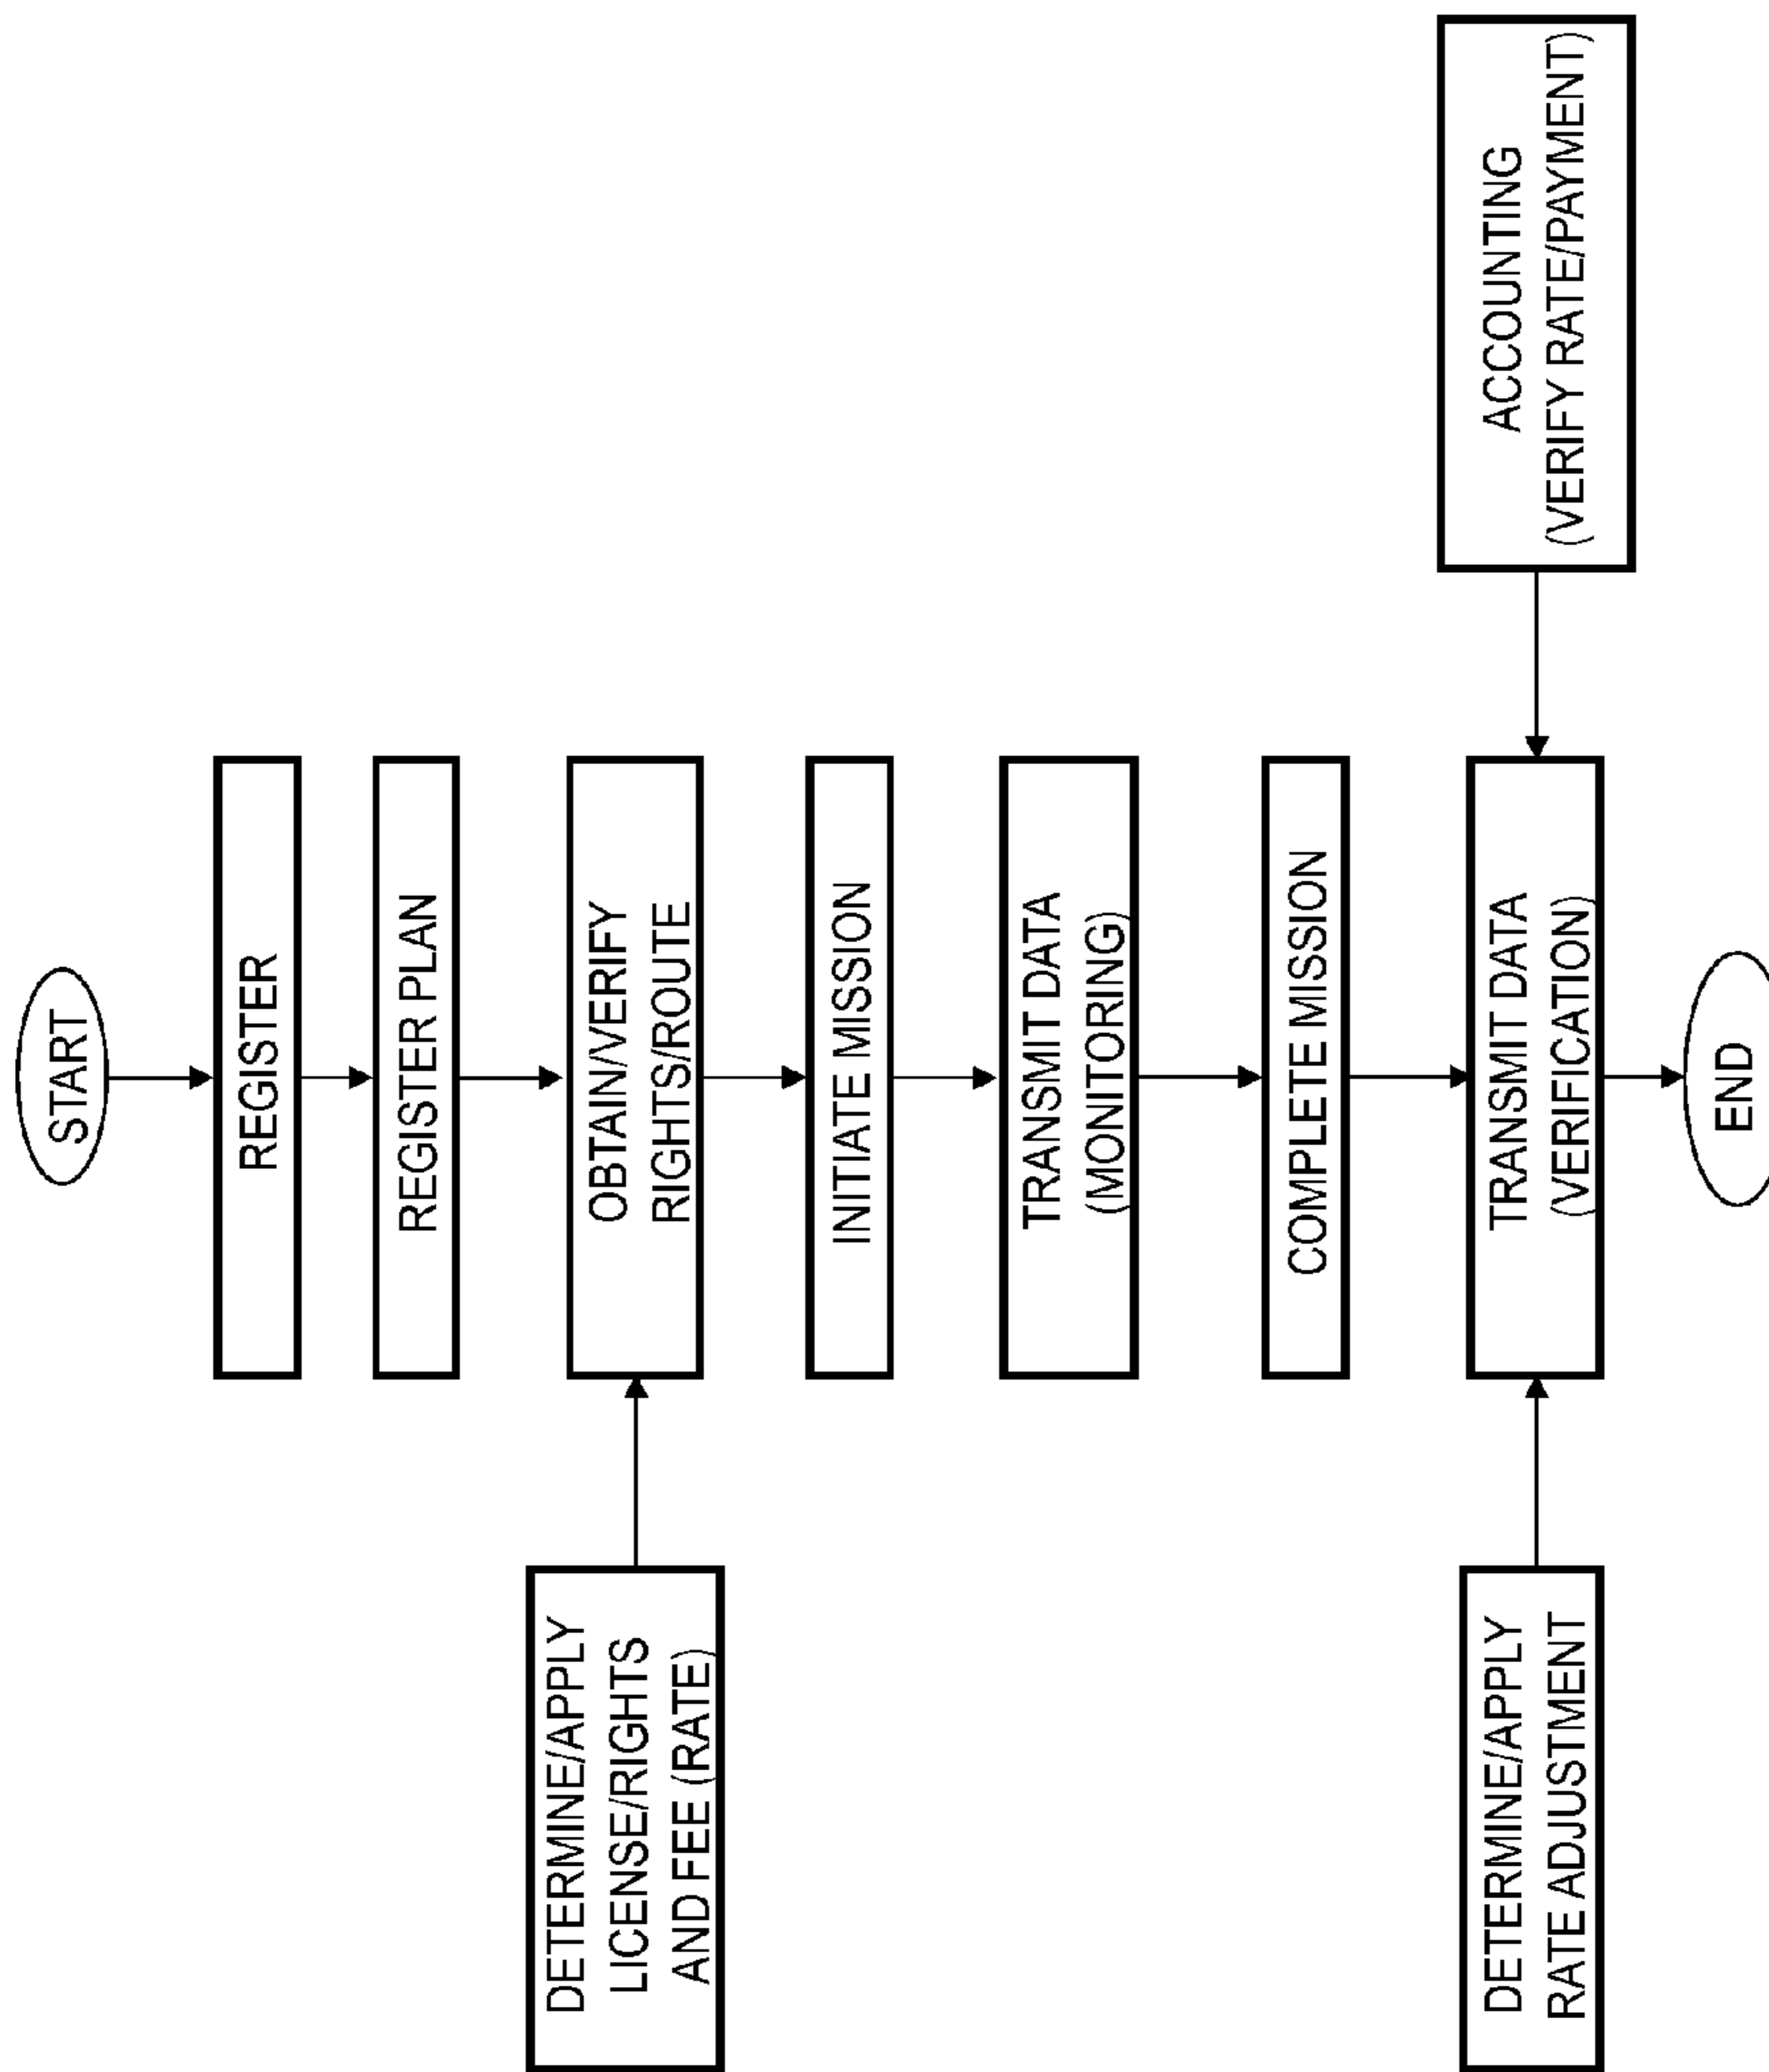 START
REGISTER
REGISTER PLAN
DETERMINE/APPLY
LICENSE/RIGHTS
AND FEE (RATE)
OBTAIN/VERIFY
RIGHTS/ROUTE
INITIATE MISSION
TRANSMIT DATA
(MONITORING)
COMPLETE MISSION
DETERMINE/APPLY
RATE ADJUSTMENT
TRANSMIT DATA
(VERIFICATION)
ACCOUNTING
(VERIFY RATE/PAYMENT)
END